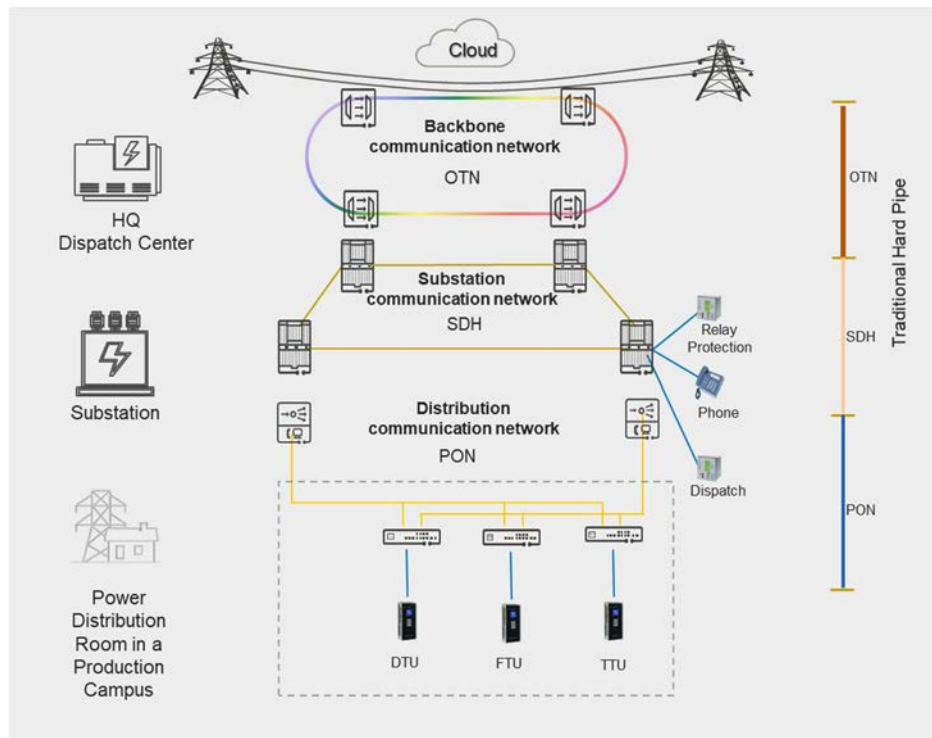 Cloud
Backbone
communication network
OTN
HQ
Dispatch Center
OTN
Substation
communication network
SDH
Relay
Protection
SDH
Traditional Hard Pipe
Substation
Phone
Distribution
communication network
PON
Dispatch
PON
Power
Distribution
Room in a
Production
Campus
DTU
FTU
TTU